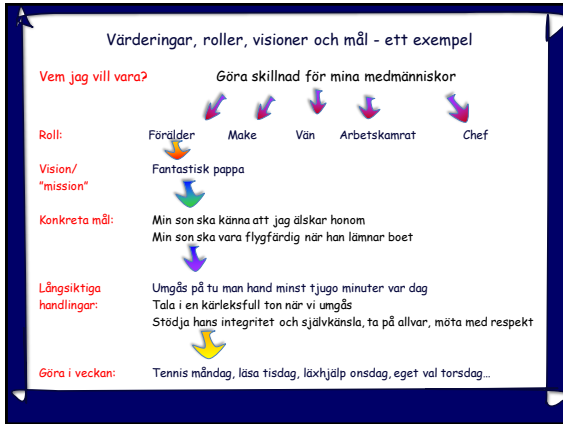 Värderingar, roller, visioner och mål - ett exempel
Vem jag vill vara? Göra skillnad för mina medmänniskor
Roll: Förälder Make Vän Arbetskamrat Chef
Vision/ Fantastisk pappa
"mission"
Konkreta mål: Min son ska känna att jag älskar honom
Min son ska vara flygfärdig när han lämnar boet
Långsiktiga Umgås på tu man hand minst tjugo minuter var dag
handlingar: Tala i en kärleksfull ton när vi umgås
Stödja hans integritet och självkänsla, ta på allvar, möta med respekt
Göra i veckan: Tennis måndag, läsa tisdag, läxhjälp onsdag, eget val torsdag…